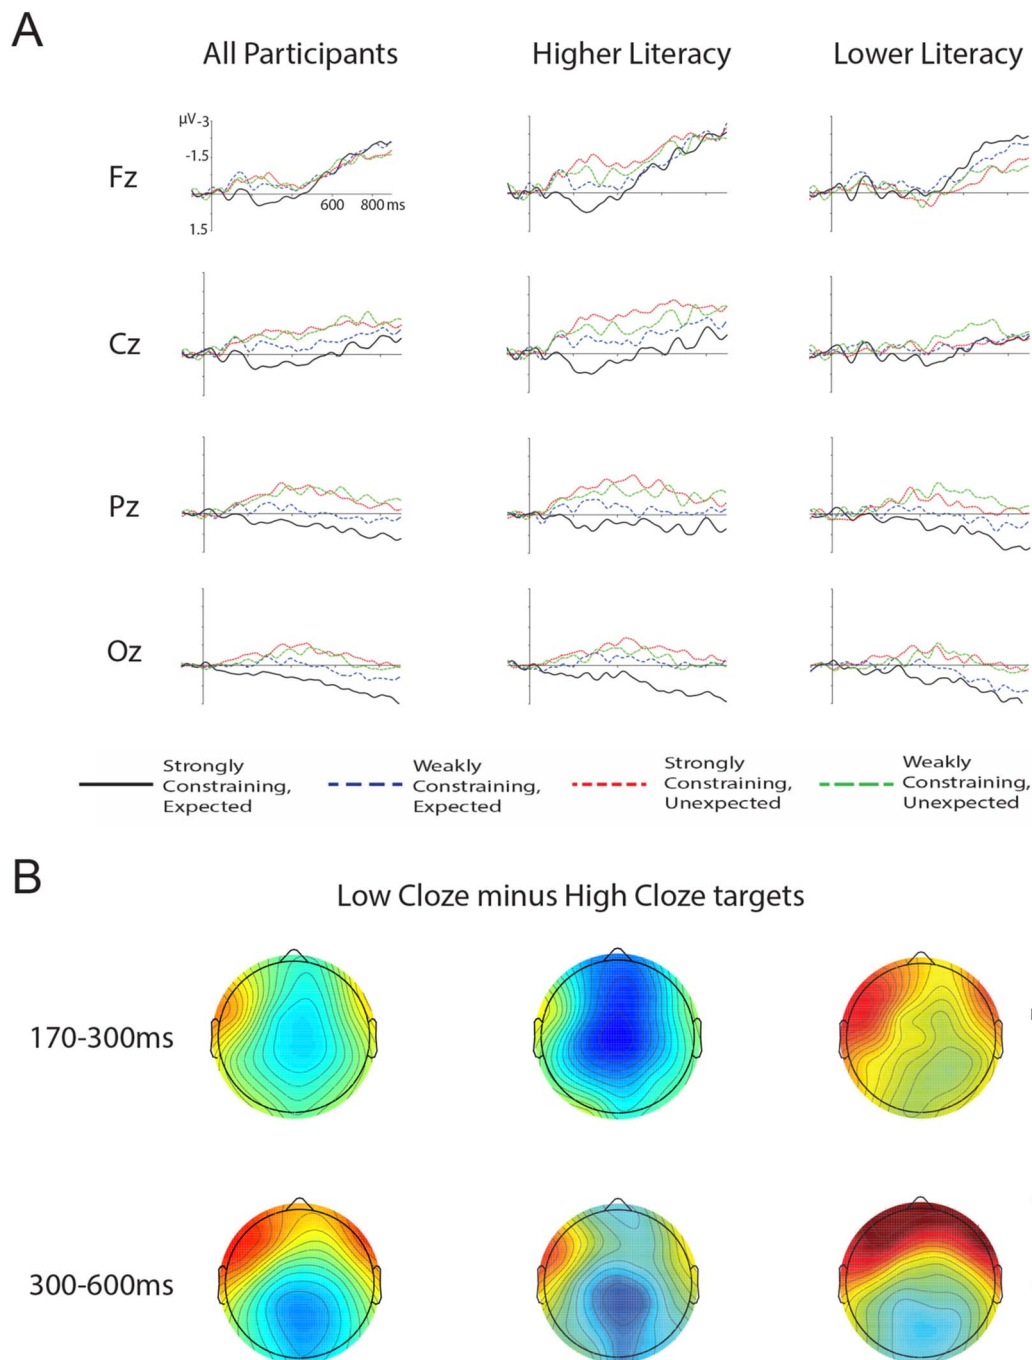 A
All Participants
Higher Literacy
Lower Literacy
µV-3
-1.5
Fz
600
800ms
1.5
Cz
Pz
Oz
Strongly
Constraining,
Expected
Weakly
Constraining,
Expected
Strongly
Constraining,
Unexpected
Weakly
Constraining,
Unexpected
B
Low Cloze minus High Cloze targets
170-300ms
300-600ms